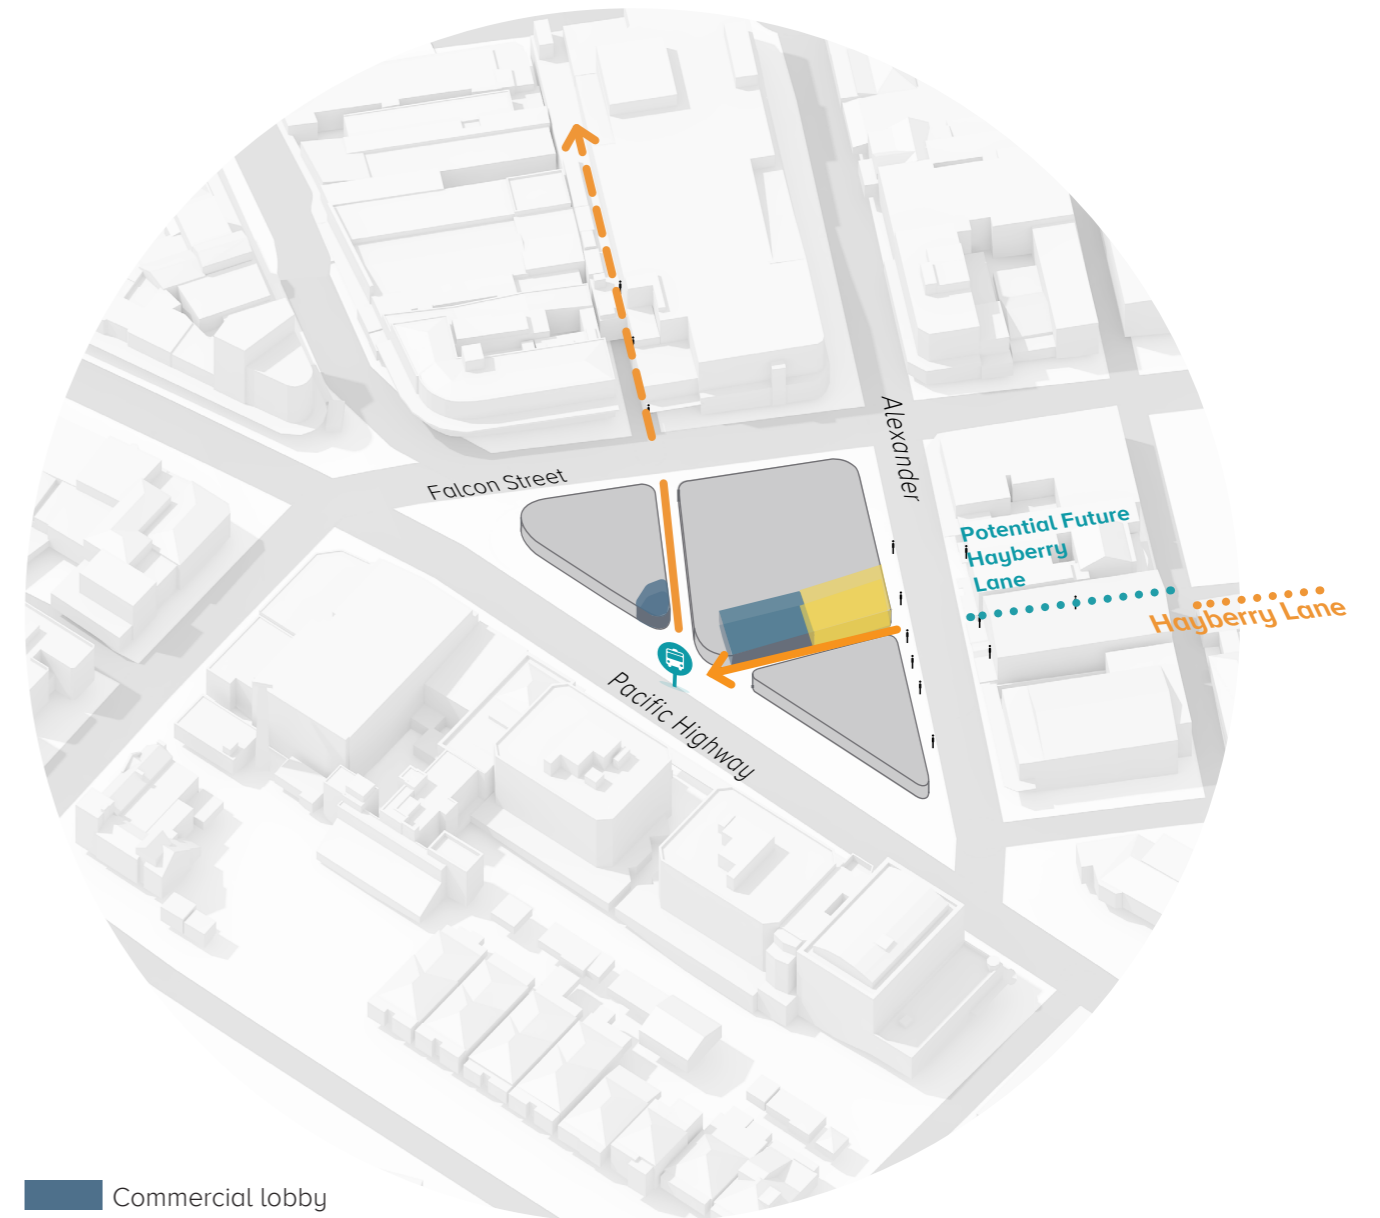 Alexander
Falcon Street
Potential Future
Hayberry
Lane
Hayberry Lane
Pacific Highway
Commercial lobby